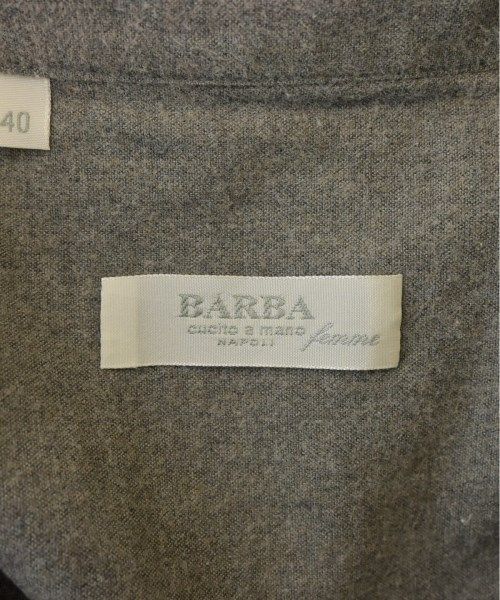 40
BARBA
cucito a mano
NAPOLI
femme